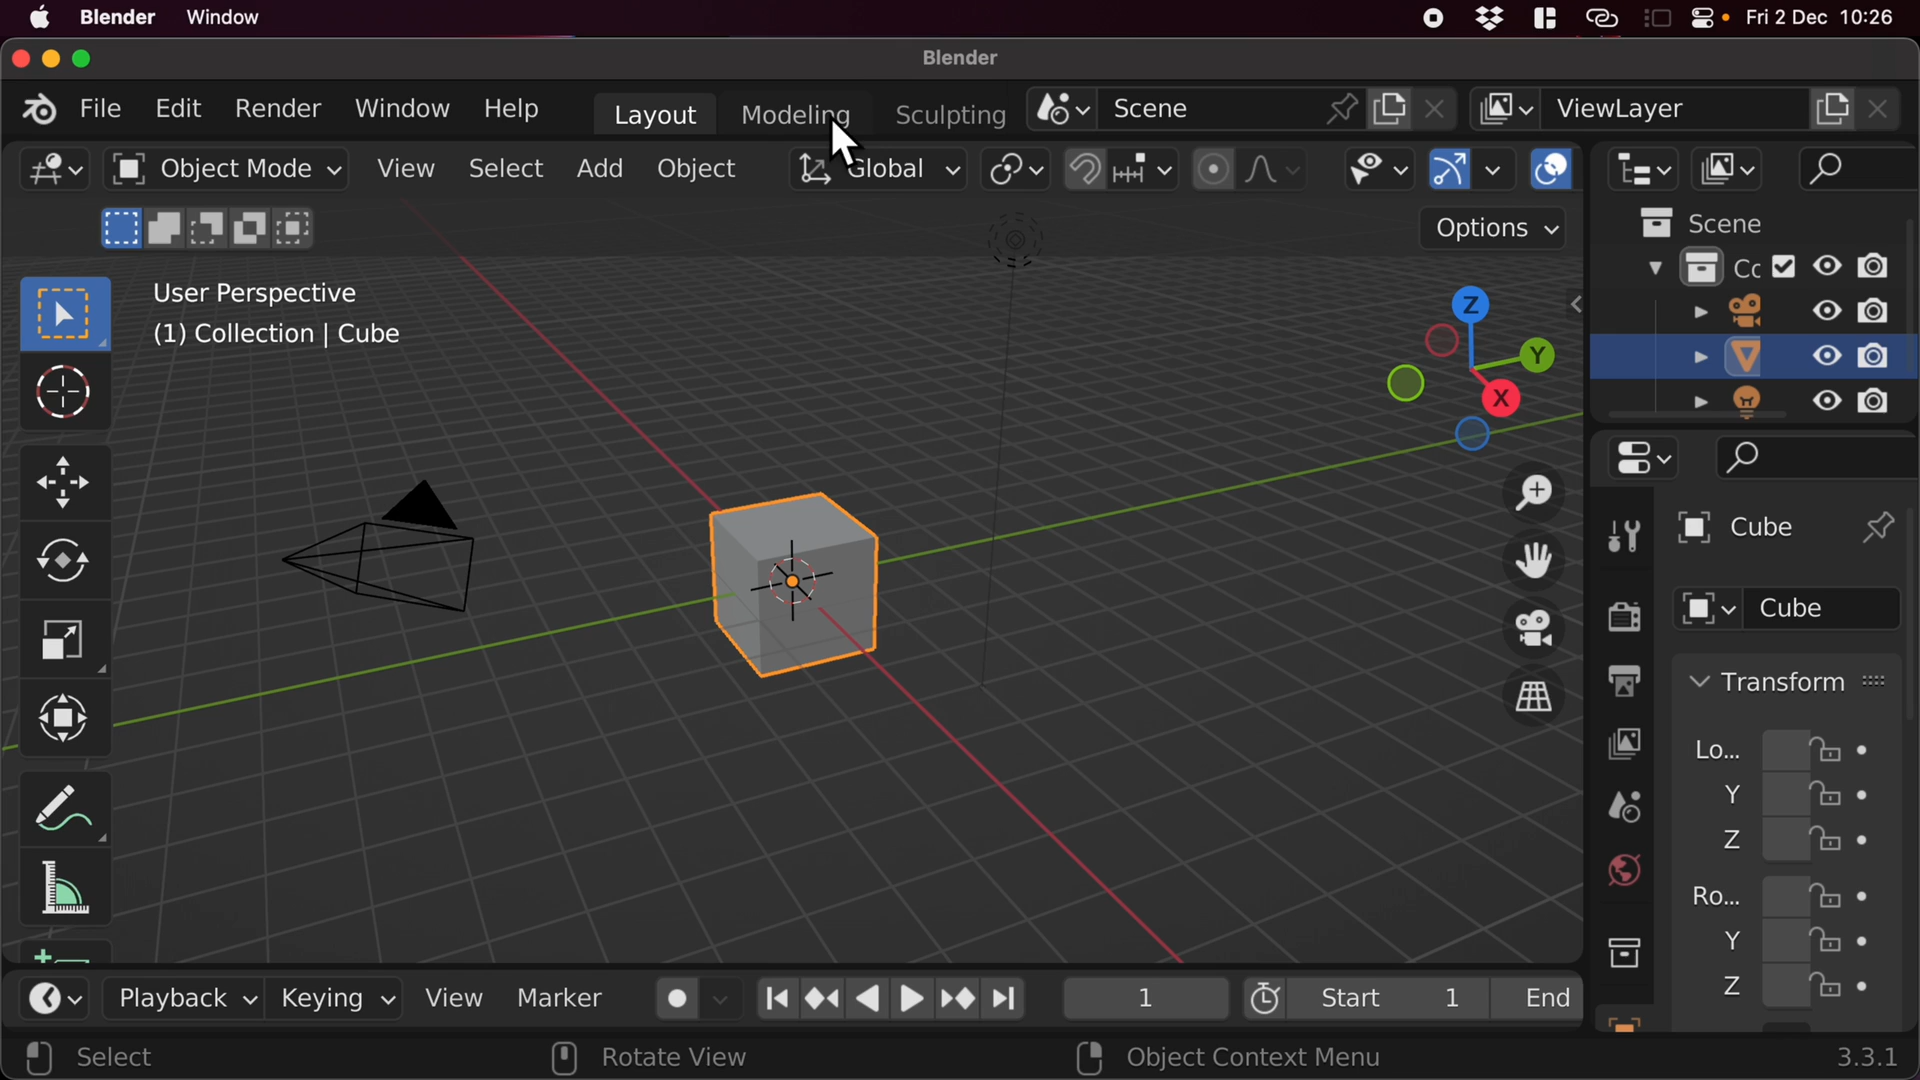 Blender Window Fri 2 Dec 10:26
Blender
File Edit Render Window Help Layout Modeling Sculpting Scene ViewLayer
Object Mode View Select Add Object Global
Options
User Perspective
(1) Collection | Cube
Z
Y
X
Scene
Cube
Cube
Transform
Lo...
Y
Z
Ro...
Y
Z
Playback Keying View Marker 1 Start 1 End
Select Rotate View Object Context Menu 3.3.1